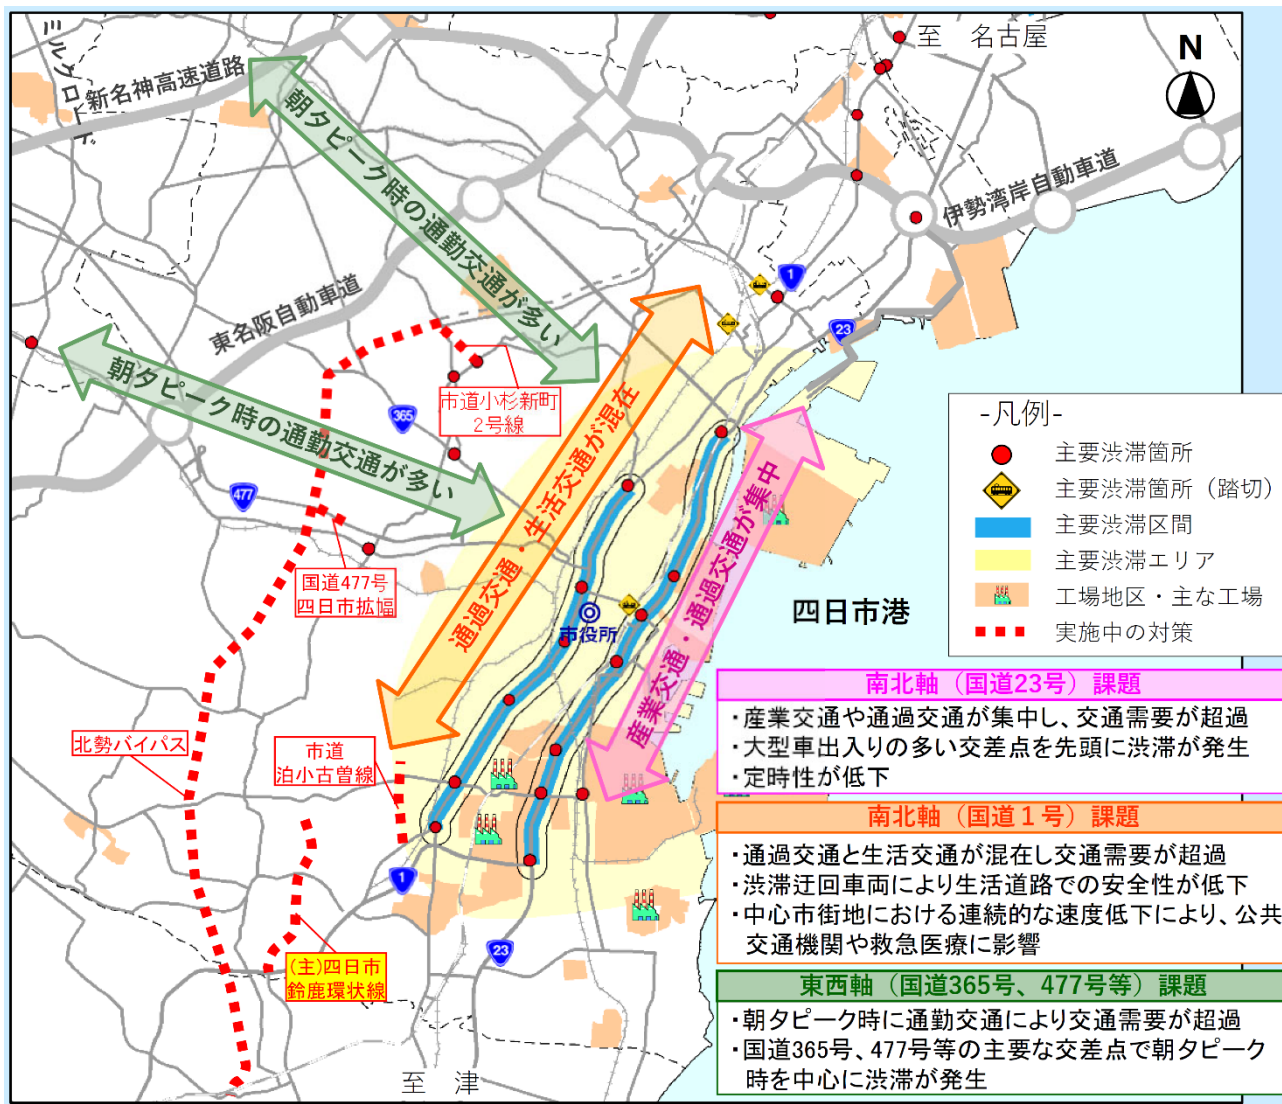 至 名古屋
N
ミルクロード
新名神高速道路
朝夕ピーク時の通勤交通が多い
伊勢湾岸自動車道
1
東名阪自動車道
23
朝夕ピーク時の通勤交通が多い
市道小杉新町
2号線
365
通過交通・生活交通が混在
477
産業交通・通過交通が集中
国道477号
四日市拡幅
市役所
四日市港
-凡例-
主要渋滞箇所
主要渋滞箇所（踏切）
主要渋滞区間
主要渋滞エリア
工場地区・主な工場
実施中の対策
北勢バイパス
市道
泊小古曽線
1
23
(主)四日市
鈴鹿環状線
至 津
南北軸（国道23号）課題
・産業交通や通過交通が集中し、交通需要が超過
・大型車出入りの多い交差点を先頭に渋滞が発生
・定時性が低下
南北軸（国道１号）課題
・通過交通と生活交通が混在し交通需要が超過
・渋滞迂回車両により生活道路での安全性が低下
・中心市街地における連続的な速度低下により、公共
交通機関や救急医療に影響
東西軸（国道365号、477号等）課題
・朝夕ピーク時に通勤交通により交通需要が超過
・国道365号、477号等の主要な交差点で朝夕ピーク
時を中心に渋滞が発生